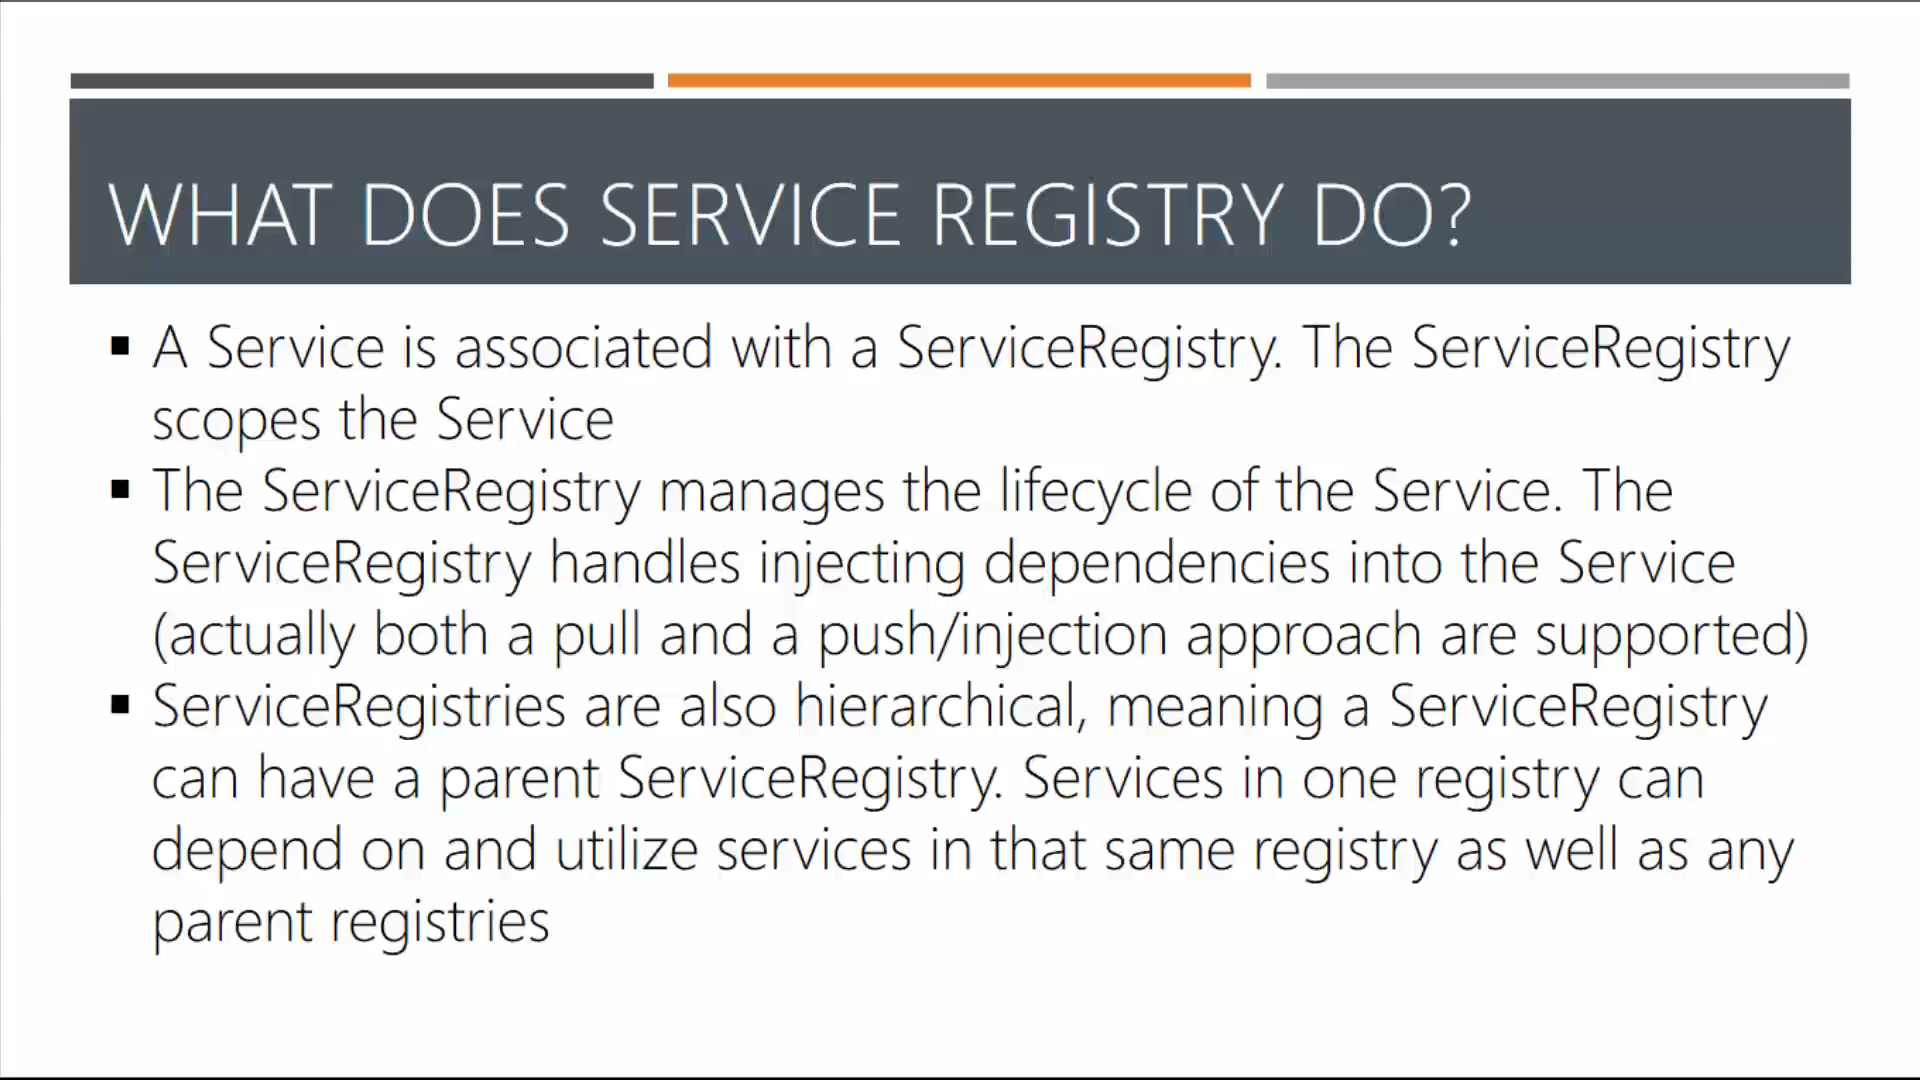 WHAT DOES SERVICE REGISTRY DO?
▪ A Service is associated with a ServiceRegistry. The ServiceRegistry
scopes the Service
▪ The ServiceRegistry manages the lifecycle of the Service. The
ServiceRegistry handles injecting dependencies into the Service
(actually both a pull and a push/injection approach are supported)
▪ ServiceRegistries are also hierarchical, meaning a ServiceRegistry
can have a parent ServiceRegistry. Services in one registry can
depend on and utilize services in that same registry as well as any
parent registries